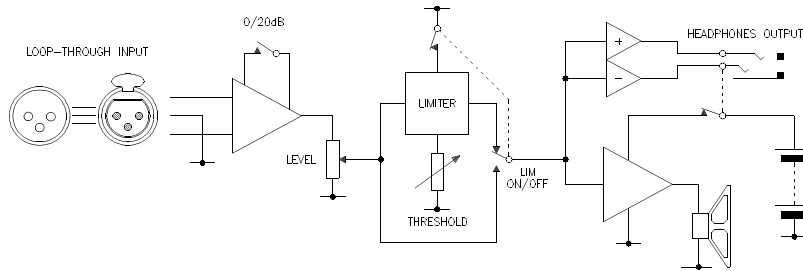 0/20dB
LOOP-THROUGH INPUT
HEADPHONES OUTPUT
+
−
LIMITER
LEVEL
LIM
ON/OFF
THRESHOLD